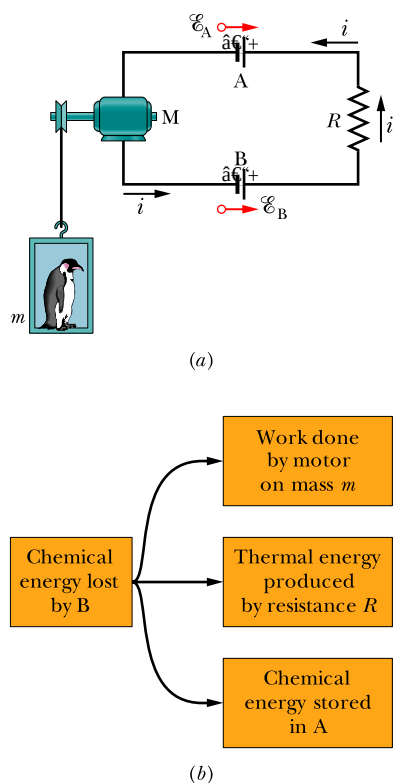 ℰA
i
â€“+
A
M
R
i
B
â€“+
i
ℰB
m
(a)
Work done
by motor
on mass m
Chemical
energy lost
by B
Thermal energy
produced
by resistance R
Chemical
energy stored
in A
(b)